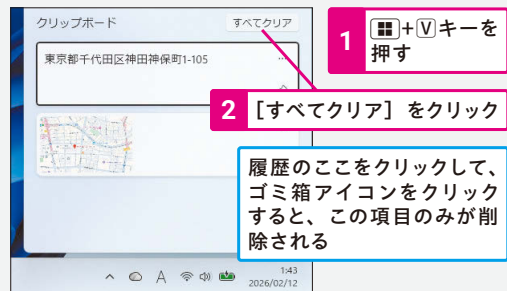 クリップボード
すべてクリア
東京都千代田区神田神保町1-105
…
1
+Vキーを
押す
2 [すべてクリア] をクリック
履歴のここをクリックして、
ゴミ箱アイコンをクリック
すると、この項目のみが削
除される
A
1:43
2026/02/12